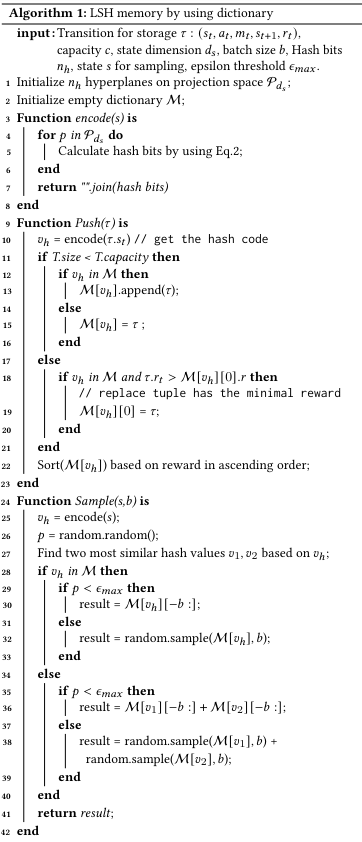 Algorithm 1: LSH memory by using dictionary
input: Transition for storage τ : (s_t, a_t, m_t, s_{t+1}, r_t),
capacity c, state dimension d_s, batch size b, Hash bits
n_h, state s for sampling, epsilon threshold ϵ_{max}.
1 Initialize n_h hyperplanes on projection space 𝒫_{d_s};
2 Initialize empty dictionary ℳ;
3 Function encode(s) is
4 for p in 𝒫_{d_s} do
5 Calculate hash bits by using Eq.2;
6 end
7 return "".join(hash bits)
8 end
9 Function Push(τ) is
10 v_h = encode(τ.s_t) // get the hash code
11 if T.size < T.capacity then
12 if v_h in ℳ then
13 ℳ[v_h].append(τ);
14 else
15 ℳ[v_h] = τ ;
16 end
17 else
18 if v_h in ℳ and τ.r_t > ℳ[v_h][0].r then
// replace tuple has the minimal reward
19 ℳ[v_h][0] = τ;
20 end
21 end
22 Sort(ℳ[v_h]) based on reward in ascending order;
23 end
24 Function Sample(s,b) is
25 v_h = encode(s);
26 p = random.random();
27 Find two most similar hash values v_1, v_2 based on v_h;
28 if v_h in ℳ then
29 if p < ϵ_{max} then
30 result = ℳ[v_h][−b :];
31 else
32 result = random.sample(ℳ[v_h], b);
33 end
34 else
35 if p < ϵ_{max} then
36 result = ℳ[v_1][−b :] + ℳ[v_2][−b :];
37 else
38 result = random.sample(ℳ[v_1], b) +
random.sample(ℳ[v_2], b);
39 end
40 end
41 return result;
42 end